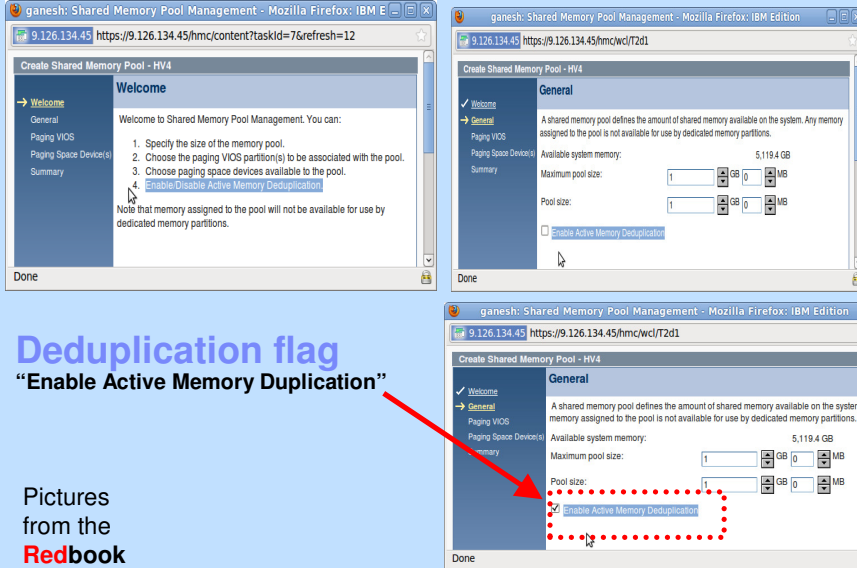 ganesh: Shared Memory Pool Management - Mozilla Firefox: IBM E
9.126.134.45 https://9.126.134.45/hmc/content?taskId=7&refresh=12
Create Shared Memory Pool - HV4
Welcome
General
Paging VIOS
Paging Space Device(s)
Summary
Welcome
Welcome to Shared Memory Pool Management. You can:
1. Specify the size of the memory pool.
2. Choose the paging VIOS partition(s) to be associated with the pool.
3. Choose paging space devices available to the pool.
4. Enable/Disable Active Memory Deduplication.
Note that memory assigned to the pool will not be available for use by
dedicated memory partitions.
Done
ganesh: Shared Memory Pool Management - Mozilla Firefox: IBM Edition
9.126.134.45 https://9.126.134.45/hmc/wcl/T2d1
Create Shared Memory Pool - HV4
Welcome
General
Paging VIOS
Paging Space Device(s)
Summary
General
A shared memory pool defines the amount of shared memory available on the system. Any memory
assigned to the pool is not available for use by dedicated memory partitions.
Available system memory: 5,119.4 GB
Maximum pool size: 1 GB 0 MB
Pool size: 1 GB 0 MB
Enable Active Memory Deduplication
Done
Deduplication flag
“Enable Active Memory Duplication”
Pictures
from the
Redbook
ganesh: Shared Memory Pool Management - Mozilla Firefox: IBM Edition
9.126.134.45 https://9.126.134.45/hmc/wcl/T2d1
Create Shared Memory Pool - HV4
Welcome
General
Paging VIOS
Paging Space Device(s)
Summary
General
A shared memory pool defines the amount of shared memory available on the syster
memory assigned to the pool is not available for use by dedicated memory partitions.
Available system memory: 5,119.4 GB
Maximum pool size: 1 GB 0 MB
Pool size: 1 GB 0 MB
Enable Active Memory Deduplication
Done